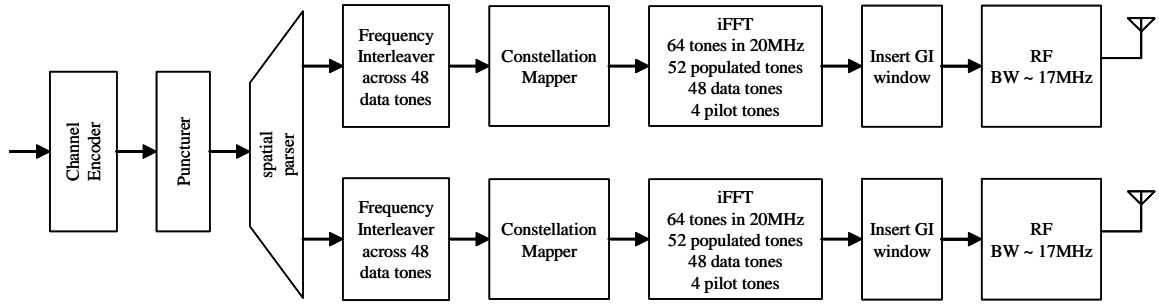 Channel
Encoder
Puncturer
spatial
parser
Frequency
Interleaver
across 48
data tones
Constellation
Mapper
iFFT
64 tones in 20MHz
52 populated tones
48 data tones
4 pilot tones
Insert GI
window
RF
BW ~ 17MHz
Frequency
Interleaver
across 48
data tones
Constellation
Mapper
iFFT
64 tones in 20MHz
52 populated tones
48 data tones
4 pilot tones
Insert GI
window
RF
BW ~ 17MHz